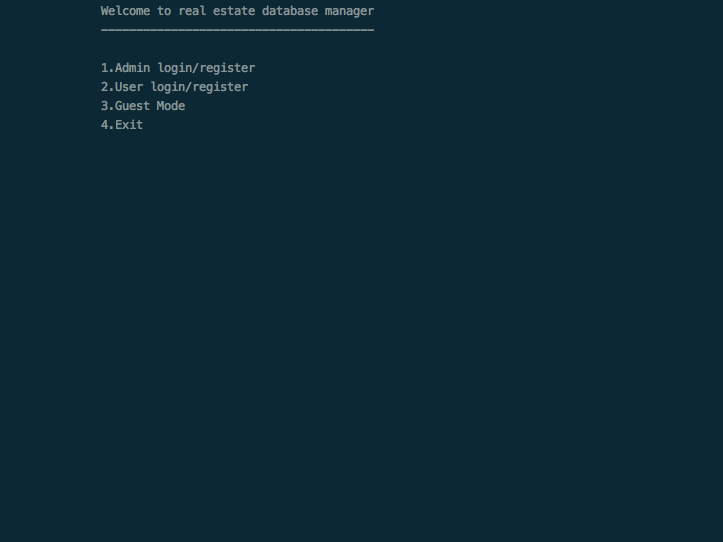 Welcome to real estate database manager
---------------------------------------
1.Admin login/register
2.User login/register
3.Guest Mode
4.Exit